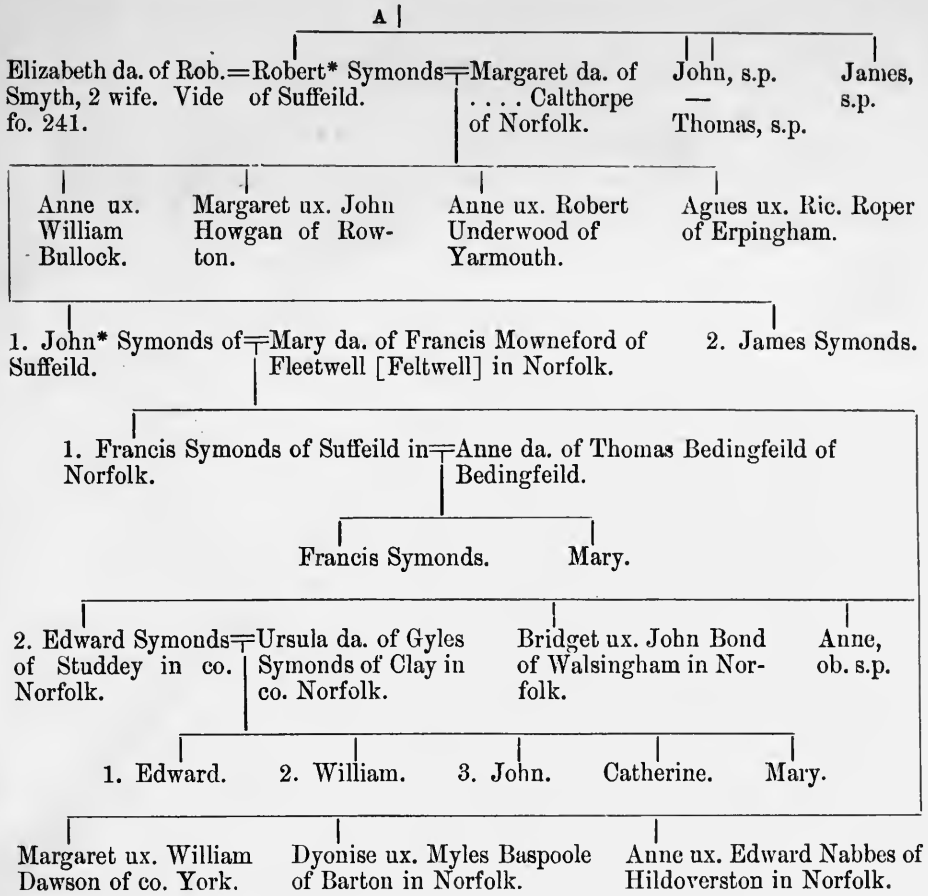 A
Elizabeth da. of Rob.=Robert* Symonds=Margaret da. of John, s.p. James,
Smyth, 2 wife. Vide of Suffeild. .... Calthorpe — s.p.
fo. 241. of Norfolk. Thomas, s.p.
Anne ux. Margaret ux. John Anne ux. Robert Agnes ux. Ric. Roper
William Howgan of Row- Underwood of of Erpingham.
Bullock. ton. Yarmouth.
1. John* Symonds of=Mary da. of Francis Mowneford of 2. James Symonds.
Suffeild. Fleetwell [Feltwell] in Norfolk.
1. Francis Symonds of Suffeild in=Anne da. of Thomas Bedingfeild of
Norfolk. Bedingfeild.
Francis Symonds. Mary.
2. Edward Symonds=Ursula da. of Gyles Bridget ux. John Bond Anne,
of Studdey in co. Symonds of Clay in of Walsingham in Nor- ob. s.p.
Norfolk. co. Norfolk. folk.
1. Edward. 2. William. 3. John. Catherine. Mary.
Margaret ux. William Dyonise ux. Myles Baspoole Anne ux. Edward Nabbes of
Dawson of co. York. of Barton in Norfolk. Hildoverston in Norfolk.